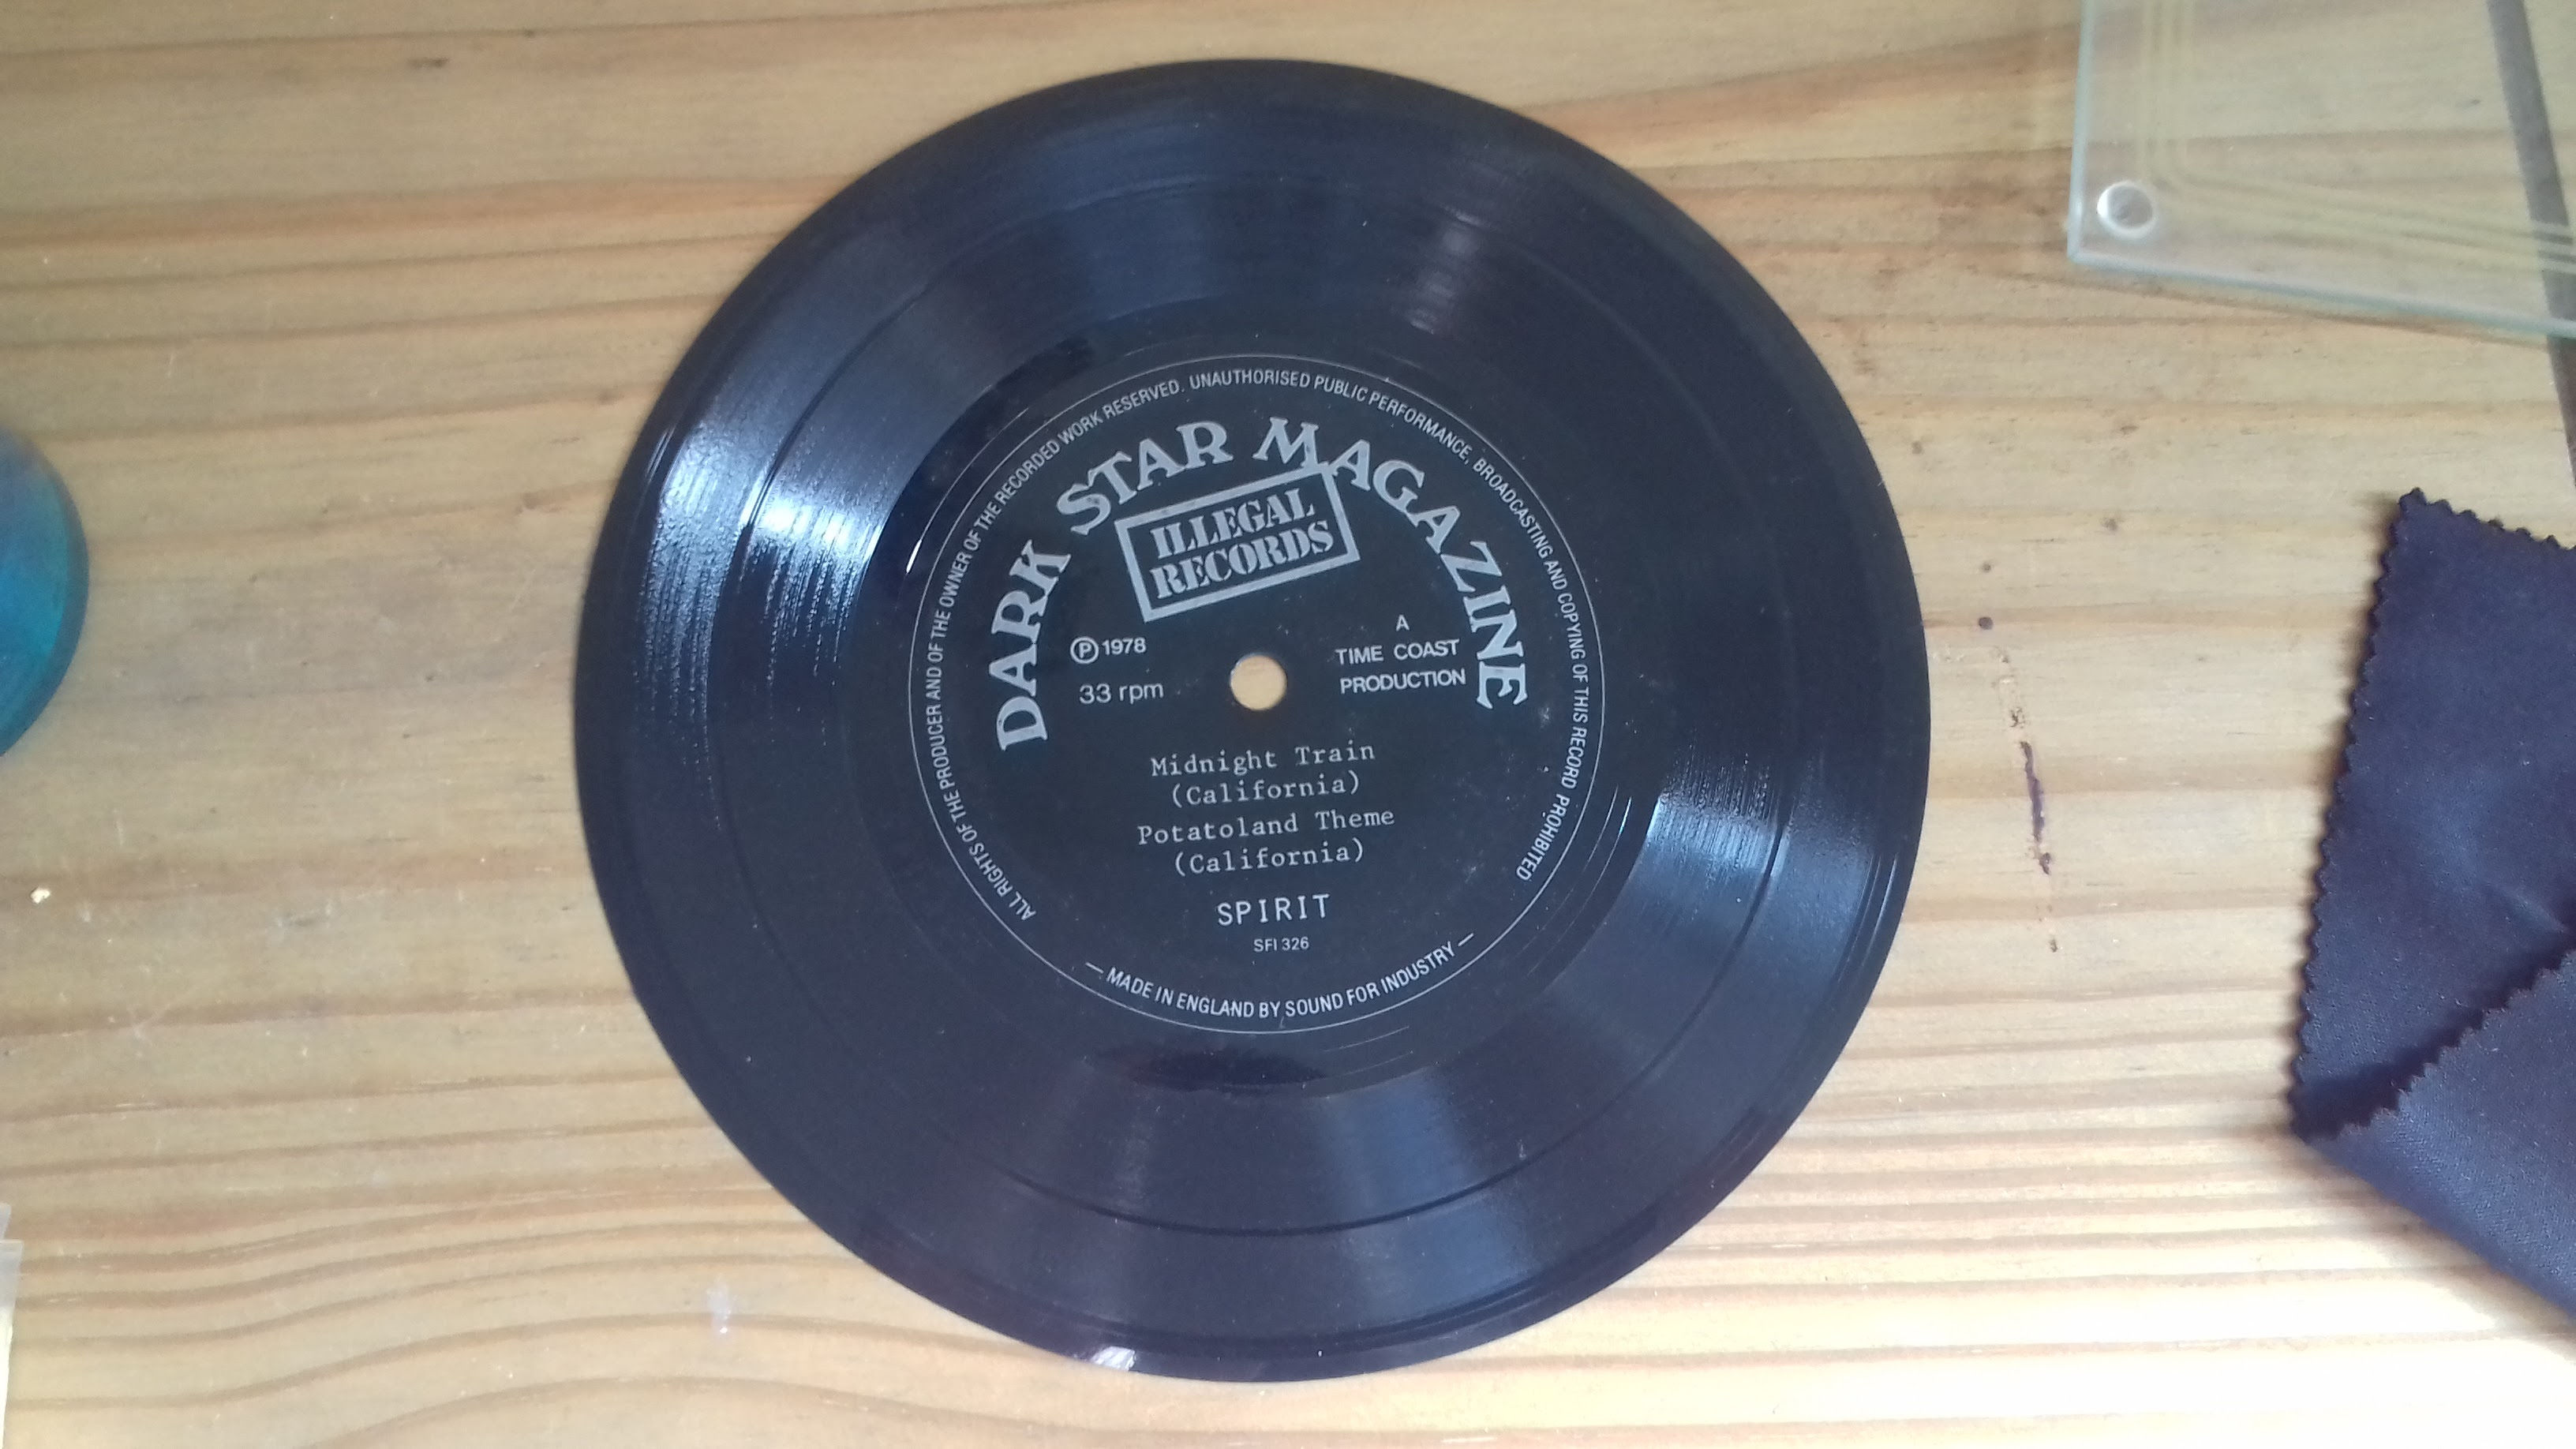 ALL RIGHTS OF THE PRODUCER AND OF THE OWNER OF THE RECORDED WORK RESERVED. UNAUTHORISED PUBLIC PERFORMANCE, BROADCASTING AND COPYING OF THIS RECORD PROHIBITED
DARK STAR MAGAZINE
ILLEGAL
RECORDS
Ⓟ 1978
33 rpm
A
TIME COAST
PRODUCTION
Midnight Train
(California)
Potatoland Theme
(California)
SPIRIT
SFI 326
— MADE IN ENGLAND BY SOUND FOR INDUSTRY —